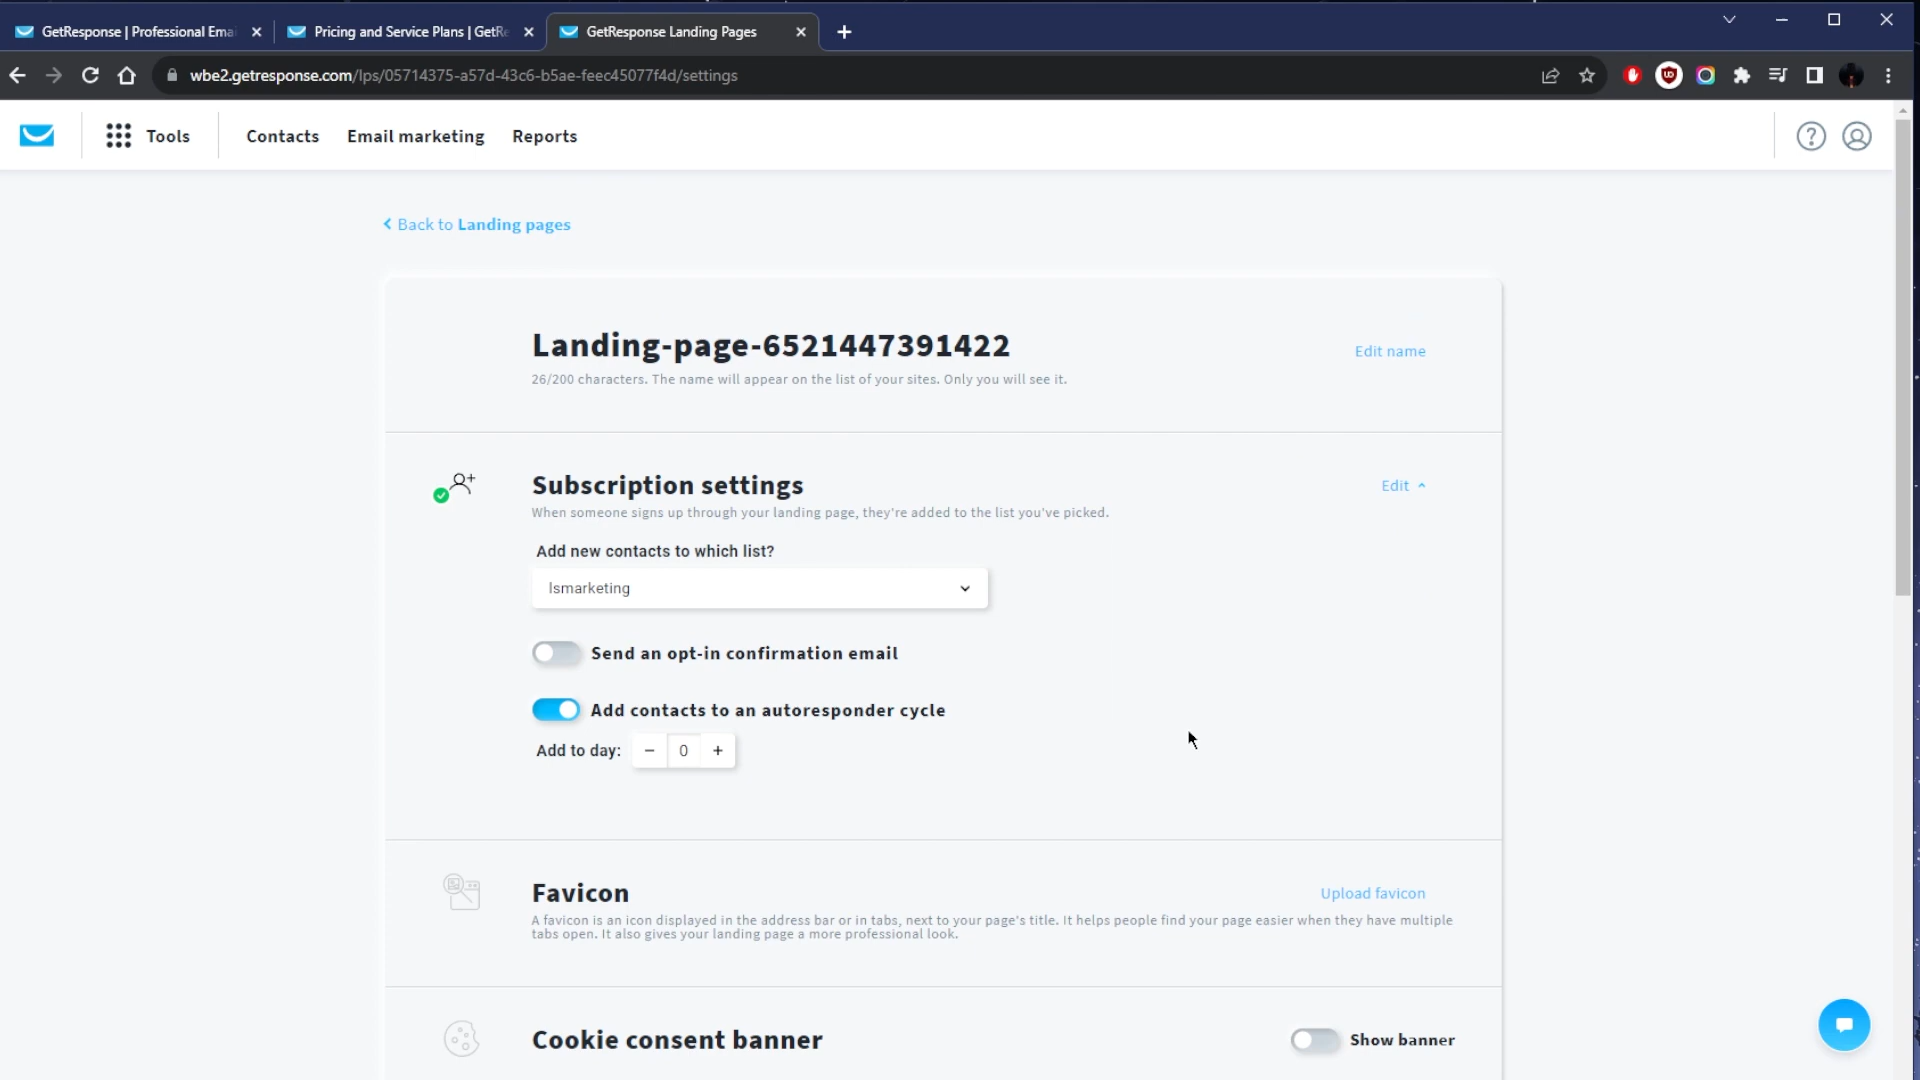 GetResponse | Professional Ema
Pricing and Service Plans | GetRe
GetResponse Landing Pages
wbe2.getresponse.com/lps/05714375-a57d-43c6-b5ae-feec45077f4d/settings
Tools
Contacts
Email marketing
Reports
Back to Landing pages
Landing-page-6521447391422
Edit name
26/200 characters. The name will appear on the list of your sites. Only you will see it.
Subscription settings
Edit
When someone signs up through your landing page, they're added to the list you've picked.
Add new contacts to which list?
lsmarketing
Send an opt-in confirmation email
Add contacts to an autoresponder cycle
Add to day: − 0 +
Favicon
Upload favicon
A favicon is an icon displayed in the address bar or in tabs, next to your page's title. It helps people find your page easier when they have multiple
tabs open. It also gives your landing page a more professional look.
Cookie consent banner
Show banner